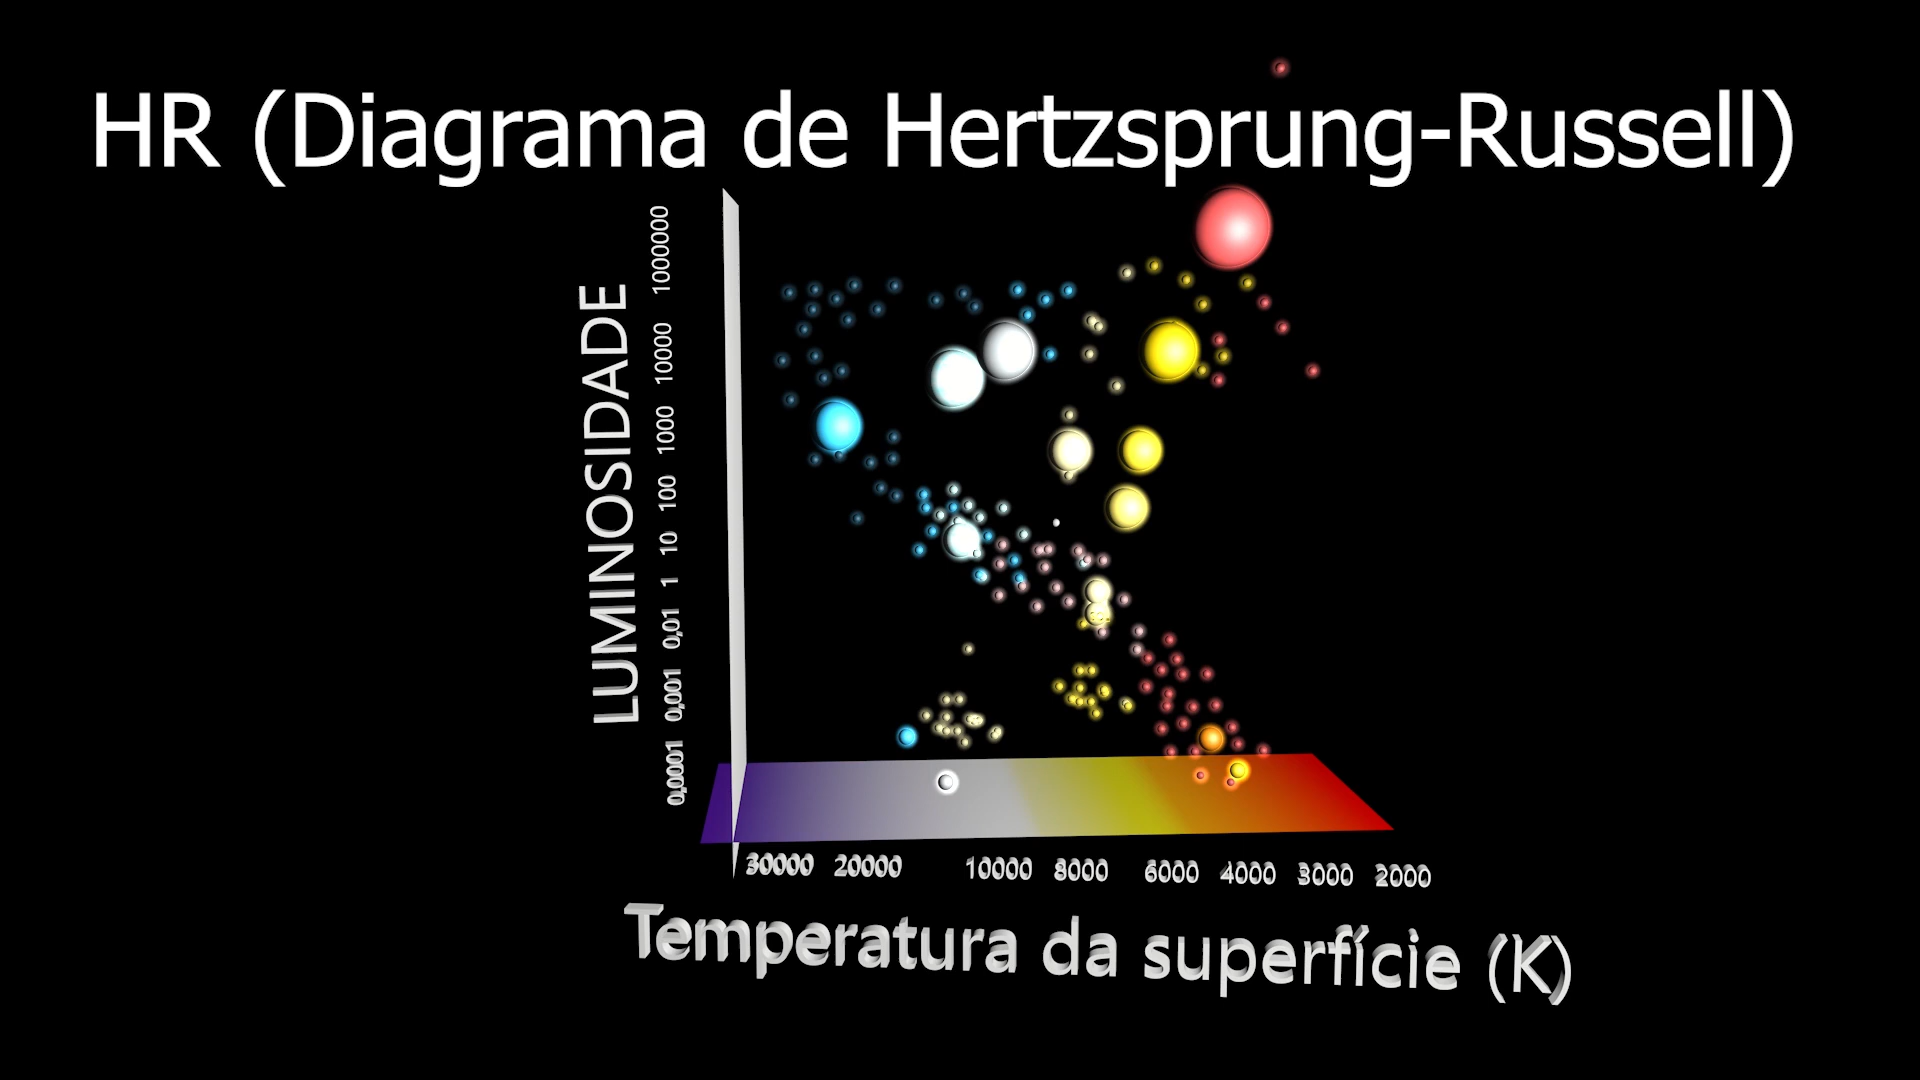 HR (Diagrama de Hertzsprung-Russell)
LUMINOSIDADE
1000000
10000
1000
100
10
1
0,01
0,001
0,0001
30000 20000 10000 8000 6000 4000 3000 2000
Temperatura da superfície (K)